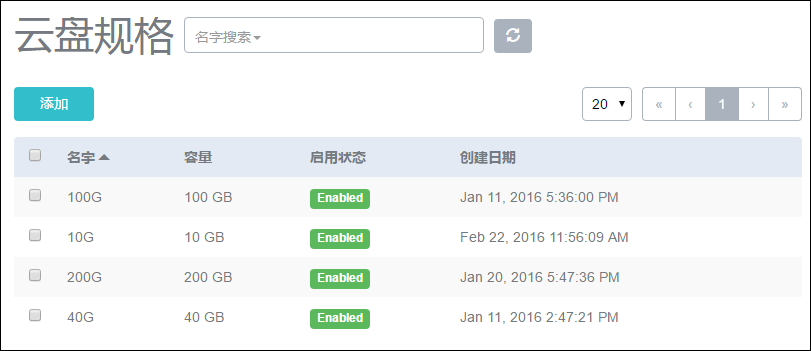 云盘规格 名字搜索
添加 20 « ‹ 1 › »
名字 容量 启用状态 创建日期
100G 100 GB Enabled Jan 11, 2016 5:36:00 PM
10G 10 GB Enabled Feb 22, 2016 11:56:09 AM
200G 200 GB Enabled Jan 20, 2016 5:47:36 PM
40G 40 GB Enabled Jan 11, 2016 2:47:21 PM